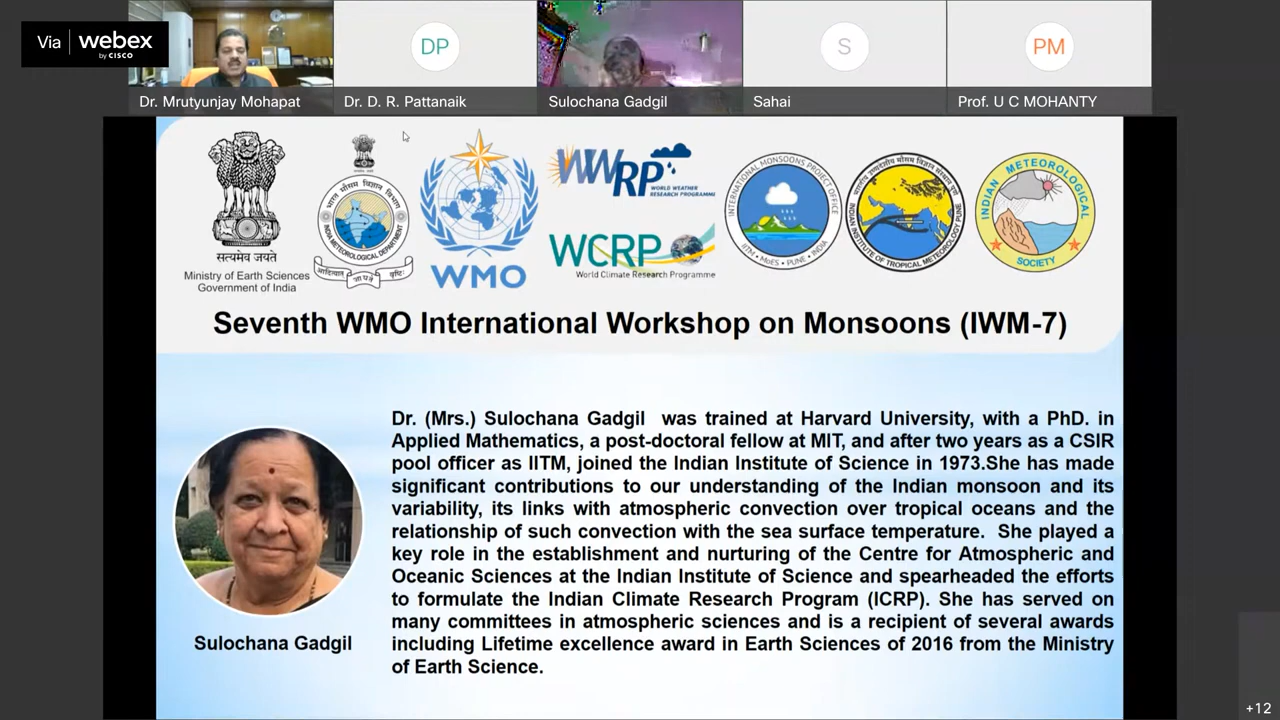 Via webex
by CISCO
DP
S
PM
Dr. Mrutyunjay Mohapat
Dr. D. R. Pattanaik
Sulochana Gadgil
Sahai
Prof. U C MOHANTY
सत्यमेव जयते
Ministry of Earth Sciences
Government of India
भारत मौसम विज्ञान विभाग
INDIA METEOROLOGICAL DEPARTMENT
WMO
WWRP
WORLD WEATHER
RESEARCH PROGRAMME
WCRP
World Climate Research Programme
INTERNATIONAL MONSOONS PROJECT OFFICE
IITM • MoES • PUNE • INDIA
INDIAN INSTITUTE OF TROPICAL METEOROLOGY PUNE
INDIAN METEOROLOGICAL
SOCIETY
Seventh WMO International Workshop on Monsoons (IWM-7)
Dr. (Mrs.) Sulochana Gadgil was trained at Harvard University, with a PhD. in
Applied Mathematics, a post-doctoral fellow at MIT, and after two years as a CSIR
pool officer as IITM, joined the Indian Institute of Science in 1973.She has made
significant contributions to our understanding of the Indian monsoon and its
variability, its links with atmospheric convection over tropical oceans and the
relationship of such convection with the sea surface temperature. She played a
key role in the establishment and nurturing of the Centre for Atmospheric and
Oceanic Sciences at the Indian Institute of Science and spearheaded the efforts
to formulate the Indian Climate Research Program (ICRP). She has served on
many committees in atmospheric sciences and is a recipient of several awards
including Lifetime excellence award in Earth Sciences of 2016 from the Ministry
of Earth Science.
Sulochana Gadgil
+12